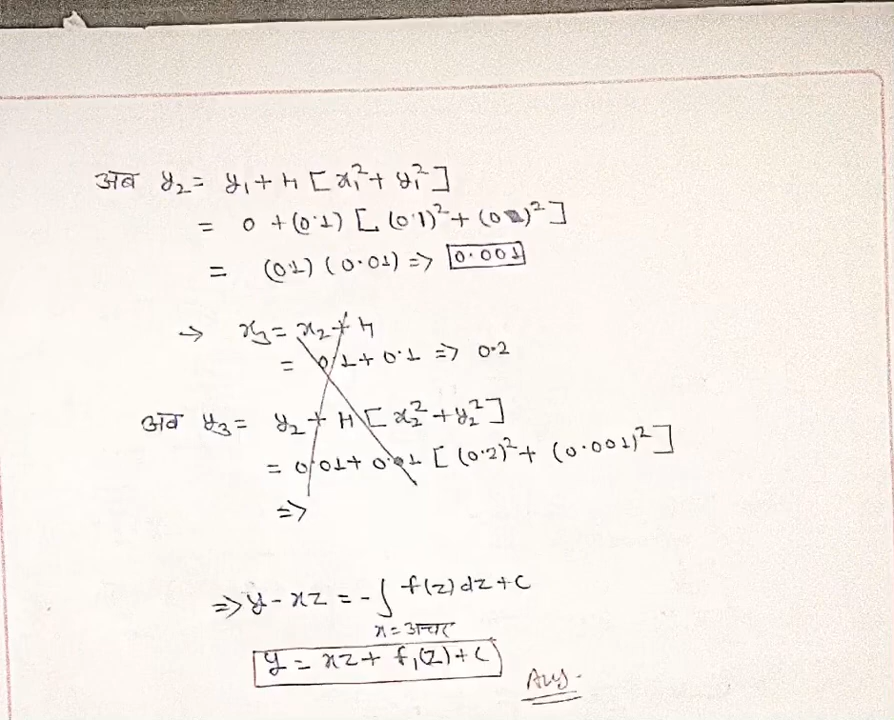 अब y₂ = y₁ + h [x₁² + y₁²]
= 0 + (0.1) [(0.1)² + (0)²]
= (0.1) (0.01) => 0.001
→ x₃ = x₂ + h
= 0.1 + 0.1 => 0.2
अब y₃ = y₂ + H [x₂² + y₂²]
= 0.01 + 0.01 [(0.2)² + (0.001)²]
=>
=> y - xz = -∫ f(z) dz + C
x = अचर
y = xz + f₁(z) + C
Ans.